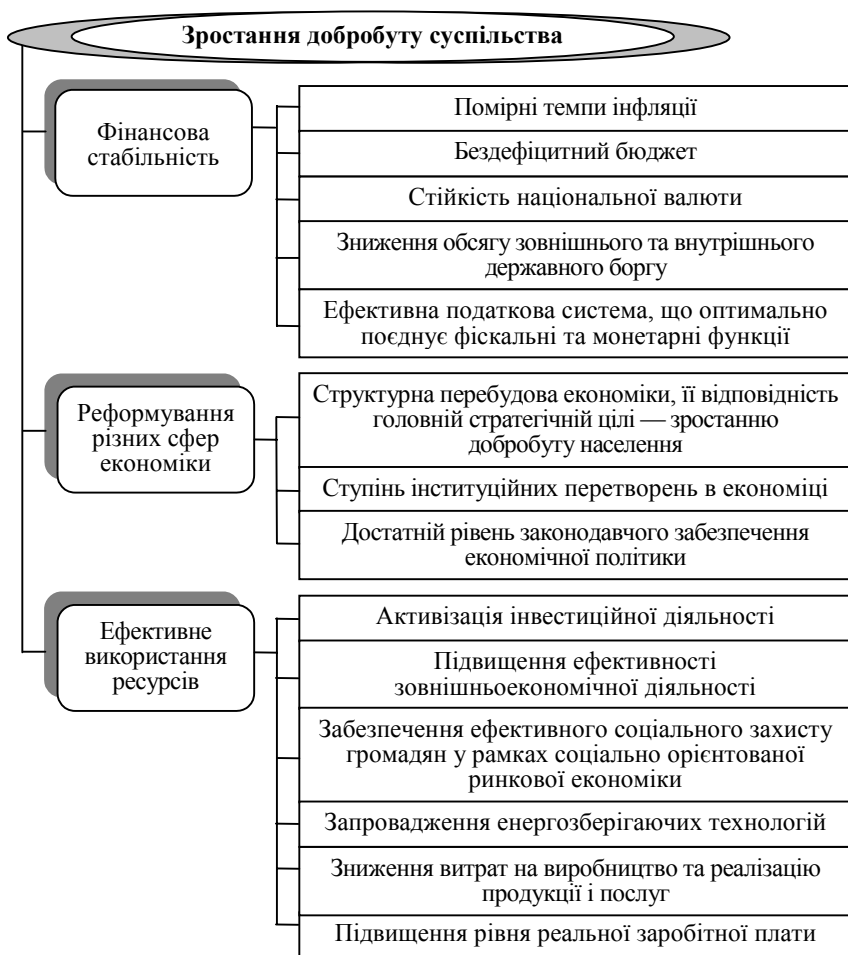 Зростання добробуту суспільства
Фінансова
стабільність
Помірні темпи інфляції
Бездефіцитний бюджет
Стійкість національної валюти
Зниження обсягу зовнішнього та внутрішнього
державного боргу
Ефективна податкова система, що оптимально
поєднує фіскальні та монетарні функції
Реформування
різних сфер
економіки
Структурна перебудова економіки, її відповідність
головній стратегічній цілі — зростанню
добробуту населення
Ступінь інституційних перетворень в економіці
Достатній рівень законодавчого забезпечення
економічної політики
Ефективне
використання
ресурсів
Активізація інвестиційної діяльності
Підвищення ефективності
зовнішньоекономічної діяльності
Забезпечення ефективного соціального захисту
громадян у рамках соціально орієнтованої
ринкової економіки
Запровадження енергозберігаючих технологій
Зниження витрат на виробництво та реалізацію
продукції і послуг
Підвищення рівня реальної заробітної плати